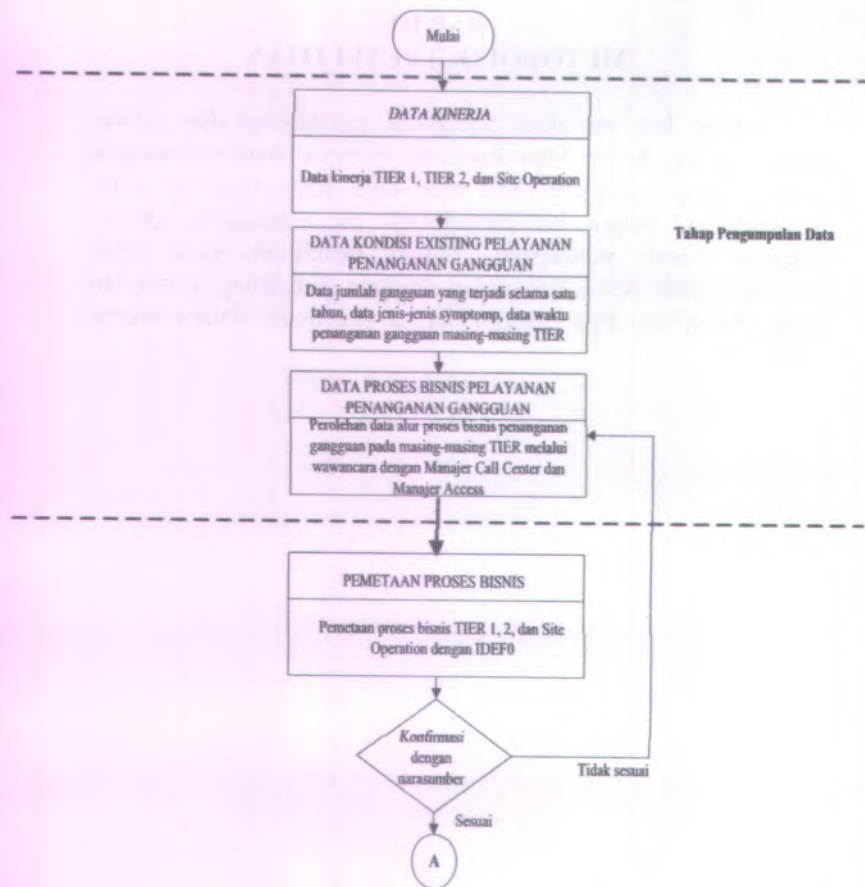 Mulai
DATA KINERJA
Data kinerja TIER 1, TIER 2, dan Site Operation
DATA KONDISI EXISTING PELAYANAN
PENANGANAN GANGGUAN
Data jumlah gangguan yang terjadi selama satu
tahun, data jenis-jenis symptomp, data waktu
penanganan gangguan masing-masing TIER
Tahap Pengumpulan Data
DATA PROSES BISNIS PELAYANAN
PENANGANAN GANGGUAN
Perolehan data alur proses bisnis penanganan
gangguan pada masing-masing TIER melalui
wawancara dengan Manajer Call Center dan
Manajer Access
PEMETAAN PROSES BISNIS
Pemetaan proses bisnis TIER 1, 2, dan Site
Operation dengan IDEF0
Konfirmasi
dengan
narasumber
Tidak sesuai
Sesuai
A